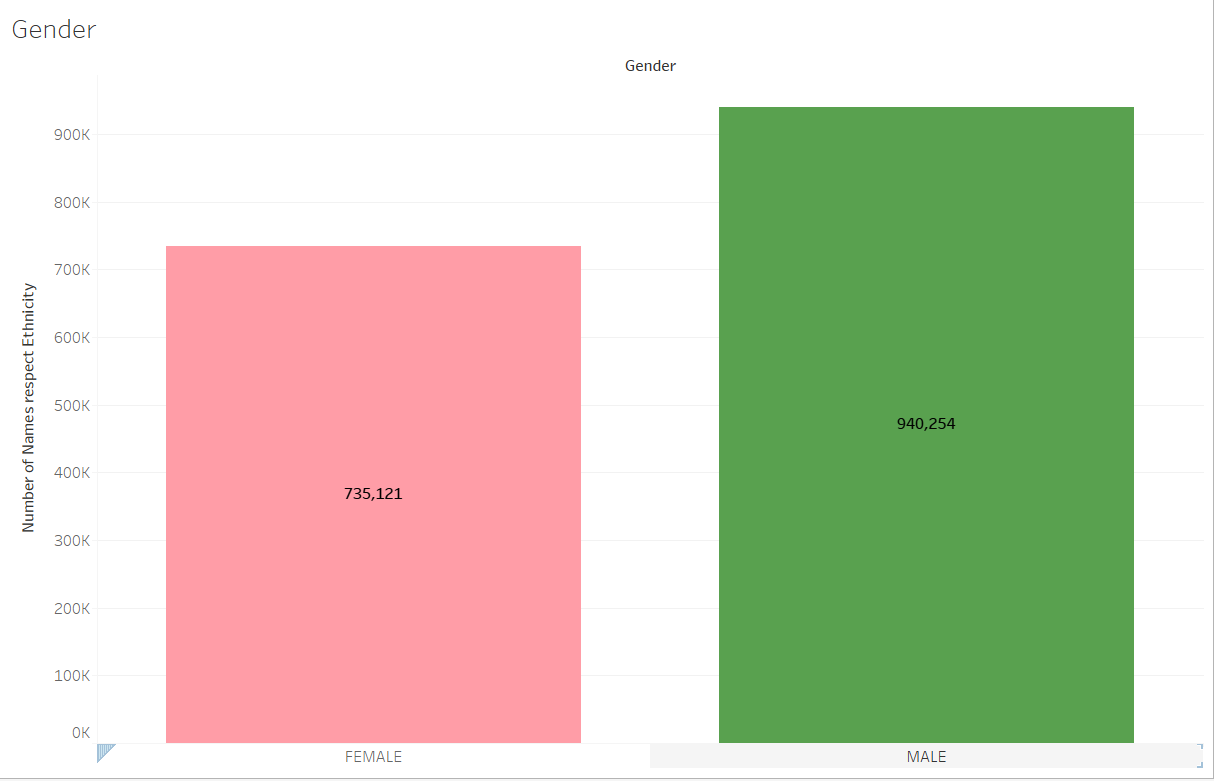 Gender
Gender
900K
800K
700K
600K
500K
400K
300K
200K
100K
0K
Number of Names respect Ethnicity
735,121
940,254
FEMALE
MALE